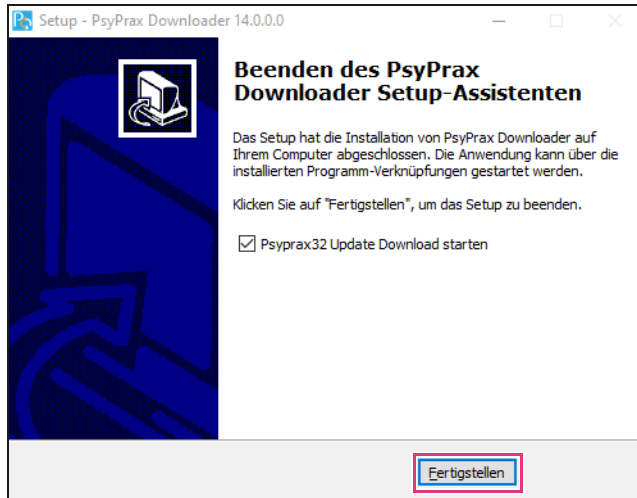 Setup - PsyPrax Downloader 14.0.0.0
Beenden des PsyPrax
Downloader Setup-Assistenten
Das Setup hat die Installation von PsyPrax Downloader auf
Ihrem Computer abgeschlossen. Die Anwendung kann über die
installierten Programm-Verknüpfungen gestartet werden.
Klicken Sie auf "Fertigstellen", um das Setup zu beenden.
Psyprax32 Update Download starten
Fertigstellen